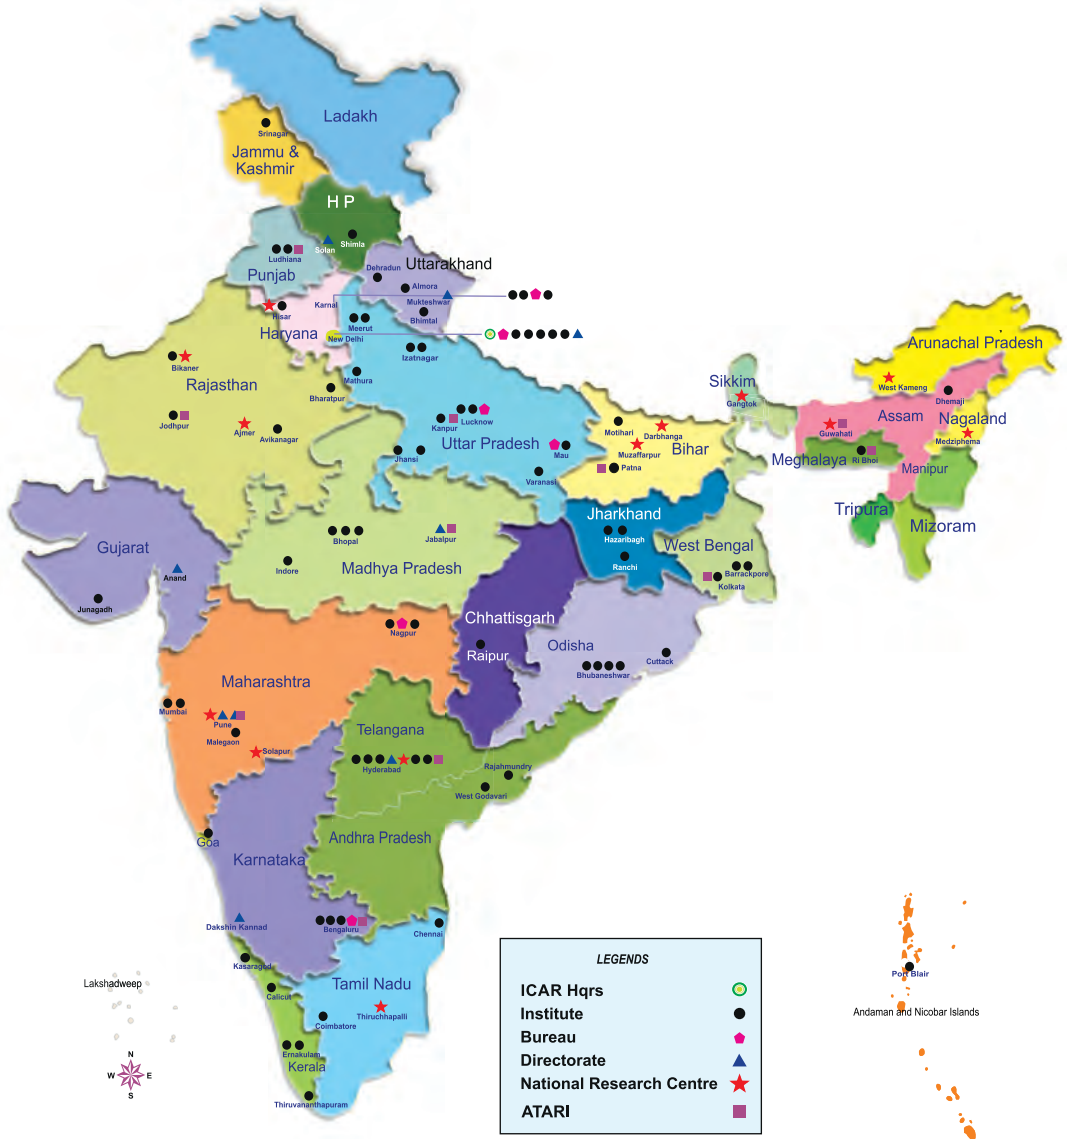 Ladakh
Srinagar
Jammu &
Kashmir
H P
Solan
Shimla
Ludhiana
Punjab
Uttarakhand
Dehradun
Almora
Mukteshwar
Bhimtal
Karnal
Hisar
Haryana
New Delhi
Meerut
Izatnagar
Mathura
Bharatpur
Bikaner
Rajasthan
Jodhpur
Ajmer
Avikanagar
Kanpur
Lucknow
Uttar Pradesh
Jhansi
Mau
Varanasi
Motihari
Darbhanga
Muzaffarpur
Bihar
Patna
Sikkim
Gangtok
Arunachal Pradesh
West Kameng
Dhemaji
Assam
Nagaland
Guwahati
Medziphema
Meghalaya
Ri Bhoi
Manipur
Tripura
Mizoram
Jharkhand
Hazaribagh
Ranchi
West Bengal
Barrackpore
Kolkata
Gujarat
Anand
Junagadh
Bhopal
Jabalpur
Indore
Madhya Pradesh
Chhattisgarh
Raipur
Odisha
Cuttack
Bhubaneshwar
Nagpur
Maharashtra
Mumbai
Pune
Malegaon
Solapur
Telangana
Hyderabad
Rajahmundry
West Godavari
Andhra Pradesh
Goa
Karnataka
Dakshin Kannad
Bengaluru
Chennai
Kasaragod
Calicut
Tamil Nadu
Thiruchhapalli
Coimbatore
Ernakulam
Kerala
Thiruvananthapuram
Lakshadweep
N
W E
S
LEGENDS
ICAR Hqrs
Institute
Bureau
Directorate
National Research Centre
ATARI
Port Blair
Andaman and Nicobar Islands